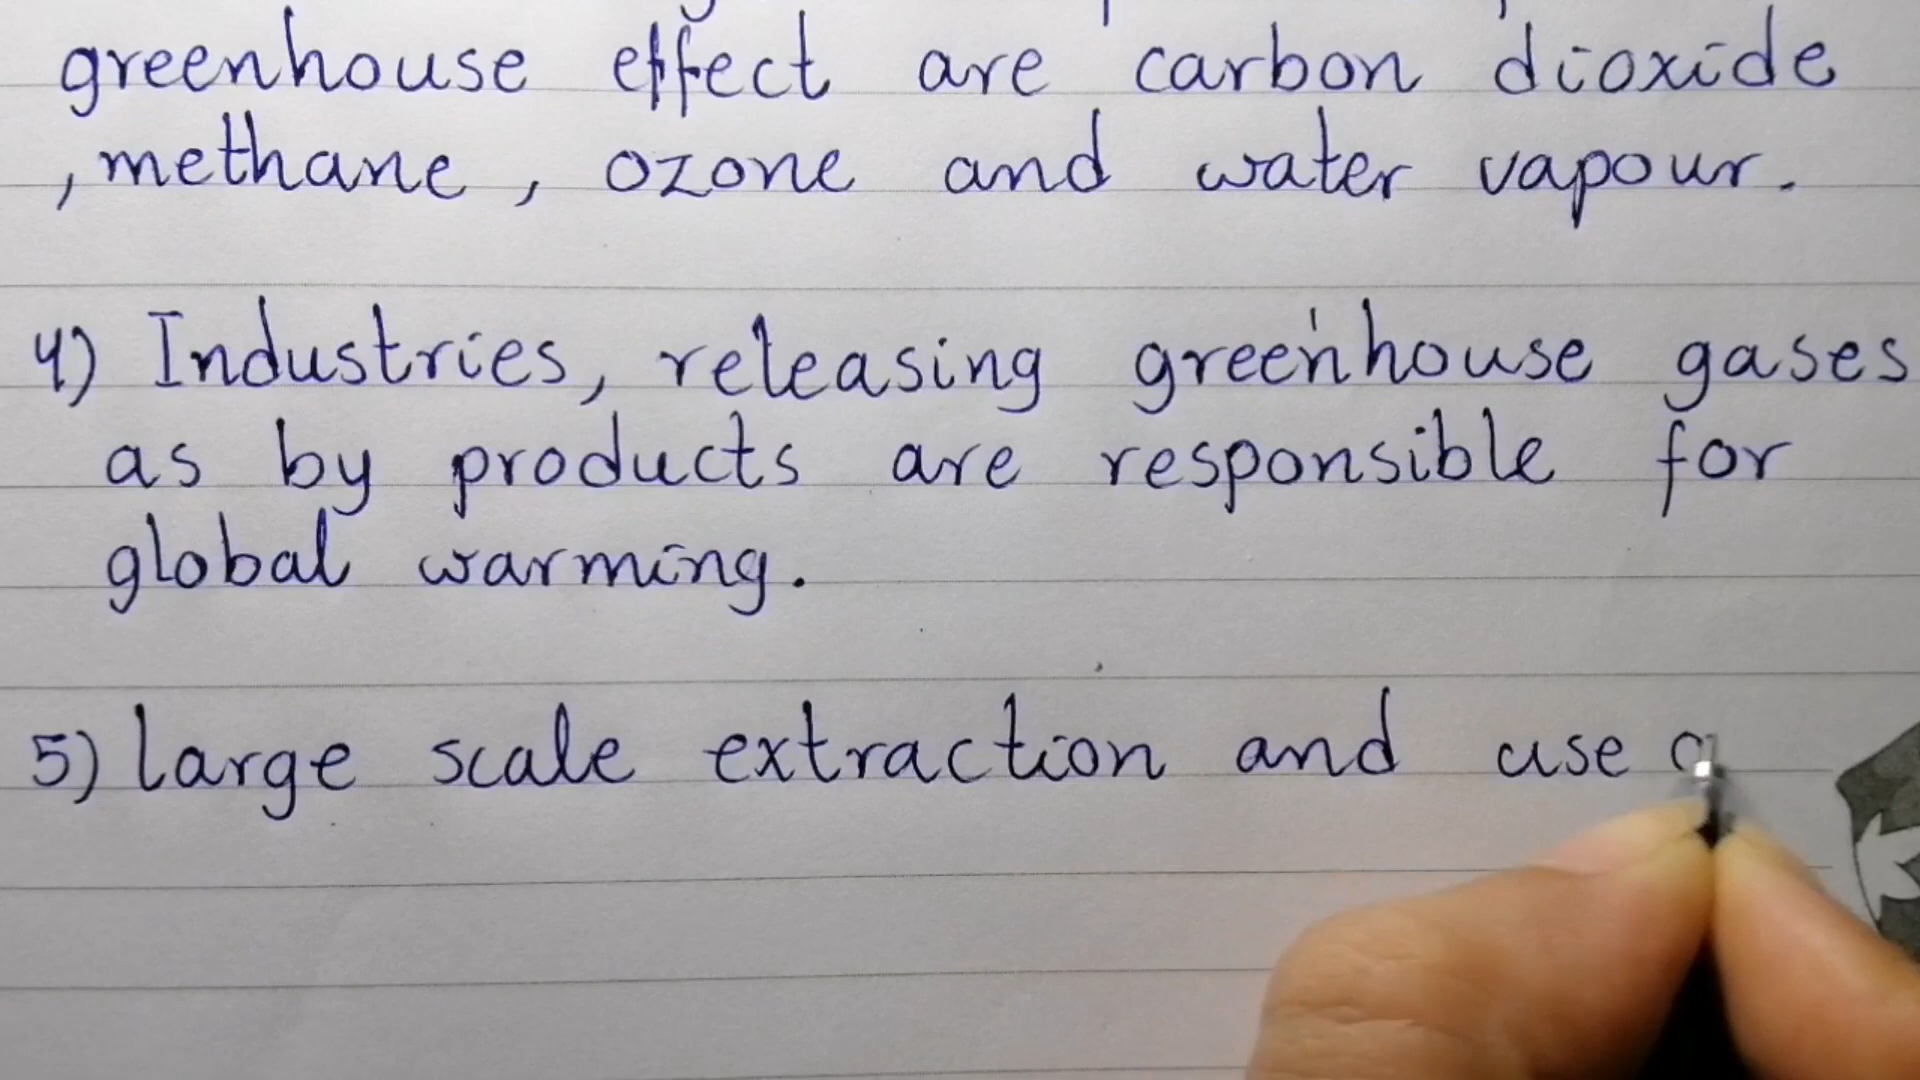 greenhouse effect are carbon dioxide
, methane, ozone and water vapour.
4) Industries, releasing greenhouse gases
as by products are responsible for
global warming.
5) large scale extraction and use